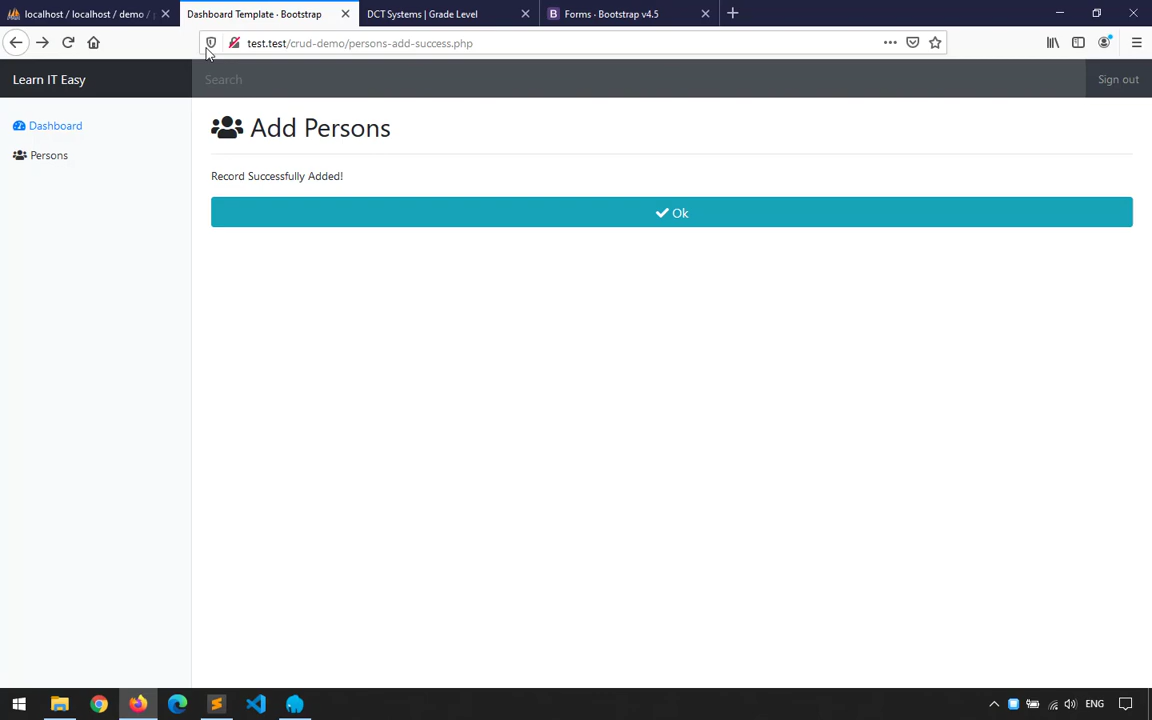 localhost / localhost / demo /
Dashboard Template · Bootstrap
DCT Systems | Grade Level
B Forms · Bootstrap v4.5
test.test/crud-demo/persons-add-success.php
Learn IT Easy
Search
Sign out
Dashboard
Persons
Add Persons
Record Successfully Added!
Ok
ENG